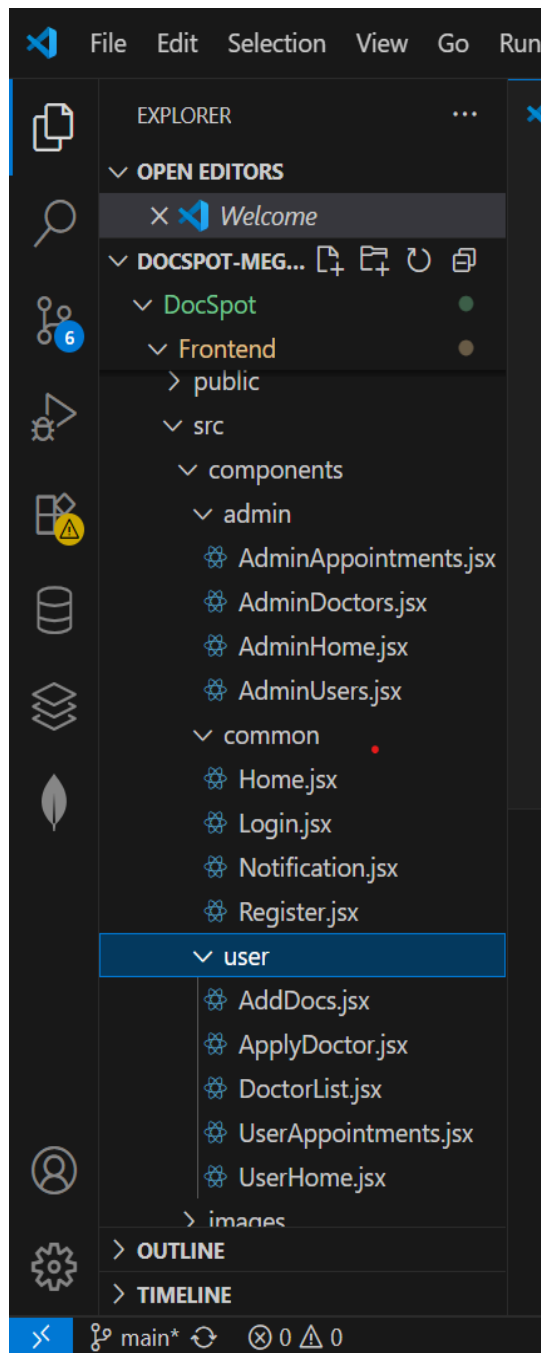 File Edit Selection View Go Run
EXPLORER
OPEN EDITORS
Welcome
DOCSPOT-MEG...
DocSpot
Frontend
public
src
components
admin
AdminAppointments.jsx
AdminDoctors.jsx
AdminHome.jsx
AdminUsers.jsx
common
Home.jsx
Login.jsx
Notification.jsx
Register.jsx
user
AddDocs.jsx
ApplyDoctor.jsx
DoctorList.jsx
UserAppointments.jsx
UserHome.jsx
images
OUTLINE
TIMELINE
6
main* 0 0